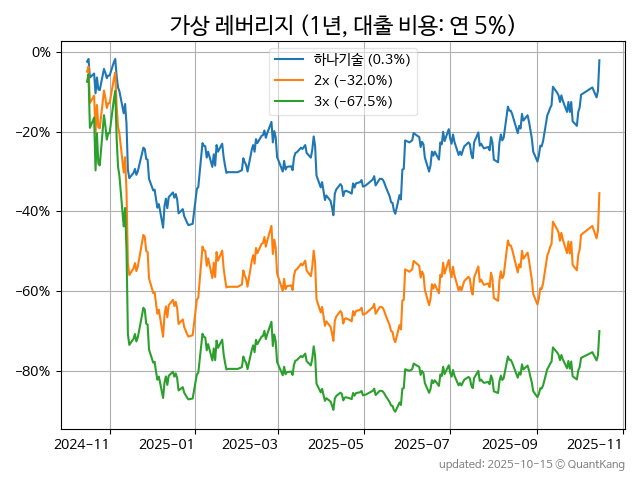 가상 레버리지 (1년, 대출 비용: 연 5%)
하나기술 (0.3%)
2x (−32.0%)
3x (−67.5%)
0%
−20%
−40%
−60%
−80%
2024-11 2025-01 2025-03 2025-05 2025-07 2025-09 2025-11
updated: 2025-10-15 © QuantKang